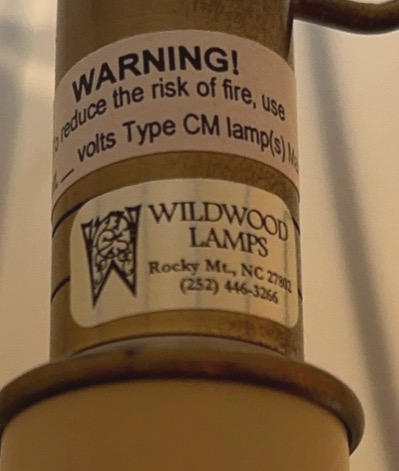 WARNING!
reduce the risk of fire, use
volts Type CM lamp(s)
WILDWOOD
LAMPS
Rocky Mt., NC 27802
(252) 446-3266